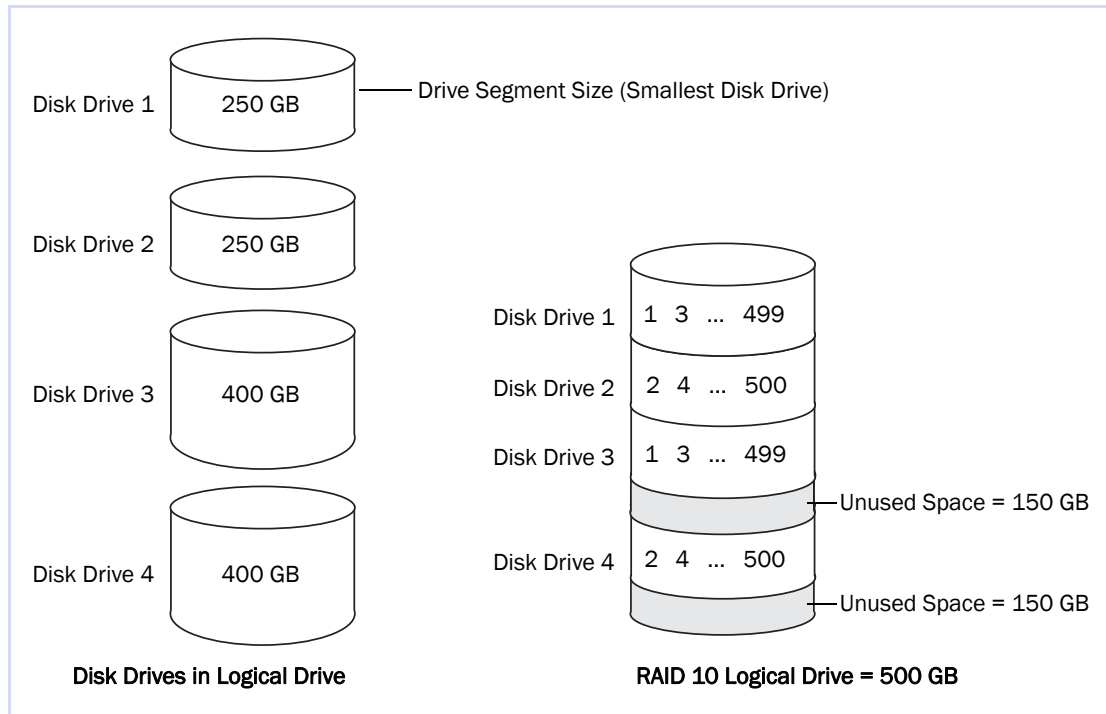 Disk Drive 1
250 GB
Drive Segment Size (Smallest Disk Drive)
Disk Drive 2
250 GB
Disk Drive 3
400 GB
Disk Drive 4
400 GB
Disk Drives in Logical Drive
Disk Drive 1
1 3 ... 499
Disk Drive 2
2 4 ... 500
Disk Drive 3
1 3 ... 499
Unused Space = 150 GB
Disk Drive 4
2 4 ... 500
Unused Space = 150 GB
RAID 10 Logical Drive = 500 GB